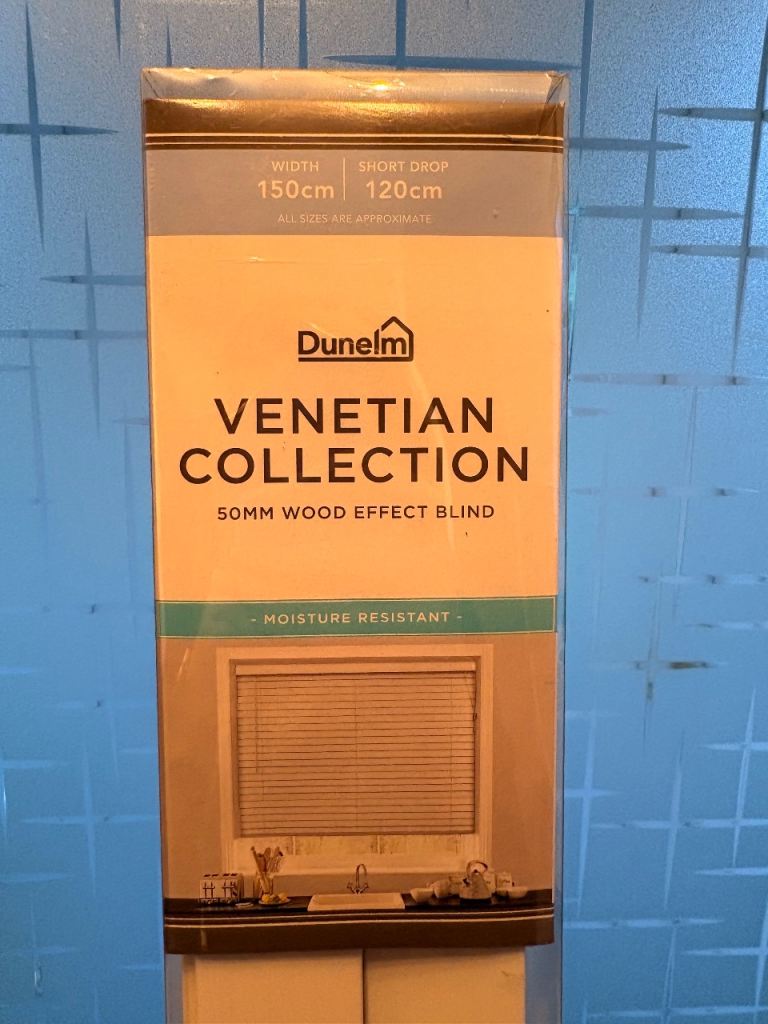 WIDTH SHORT DROP
150cm 120cm
ALL SIZES ARE APPROXIMATE
Dunelm
VENETIAN
COLLECTION
50MM WOOD EFFECT BLIND
- MOISTURE RESISTANT -